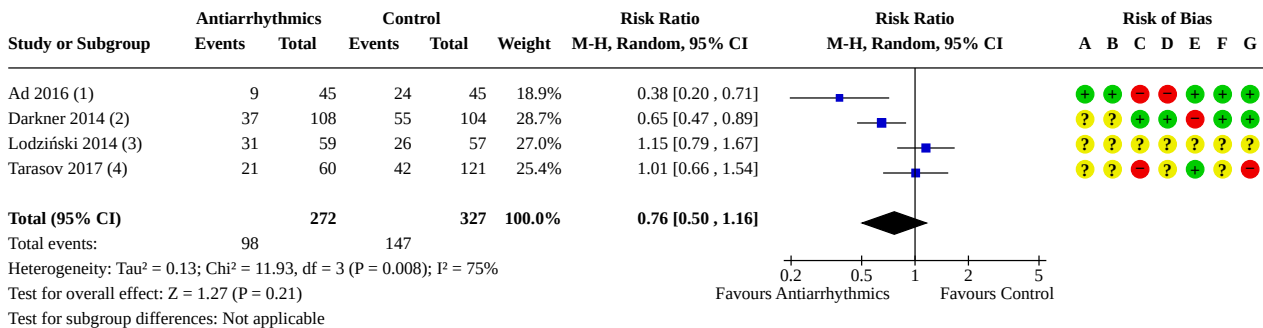 Antiarrhythmics Control Risk Ratio Risk Ratio Risk of Bias
Study or Subgroup Events Total Events Total Weight M-H, Random, 95% CI M-H, Random, 95% CI A B C D E F G
Ad 2016 (1) 9 45 24 45 18.9% 0.38 [0.20 , 0.71] + + − − + + +
Darkner 2014 (2) 37 108 55 104 28.7% 0.65 [0.47 , 0.89] ? ? + + − + +
Lodziński 2014 (3) 31 59 26 57 27.0% 1.15 [0.79 , 1.67] ? ? ? ? ? ? ?
Tarasov 2017 (4) 21 60 42 121 25.4% 1.01 [0.66 , 1.54] ? ? − ? + ? −
Total (95% CI) 272 327 100.0% 0.76 [0.50 , 1.16]
Total events: 98 147
Heterogeneity: Tau² = 0.13; Chi² = 11.93, df = 3 (P = 0.008); I² = 75%
0.2 0.5 1 2 5
Test for overall effect: Z = 1.27 (P = 0.21)
Favours Antiarrhythmics Favours Control
Test for subgroup differences: Not applicable